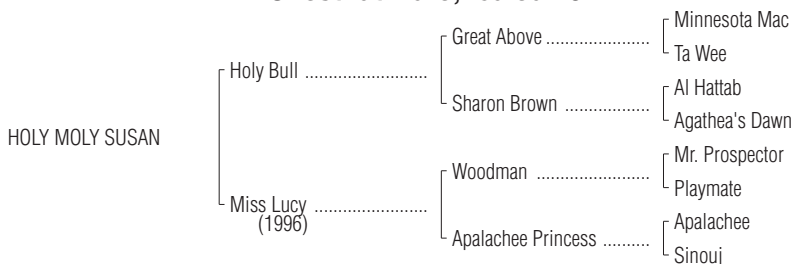 Minnesota Mac
Great Above ......................
Ta Wee
Holy Bull ..........................
Al Hattab
Sharon Brown ..................
Agathea's Dawn
HOLY MOLY SUSAN
Mr. Prospector
Woodman ........................
Playmate
Miss Lucy ........................
(1996)
Apalachee
Apalachee Princess ..........
Sinouj